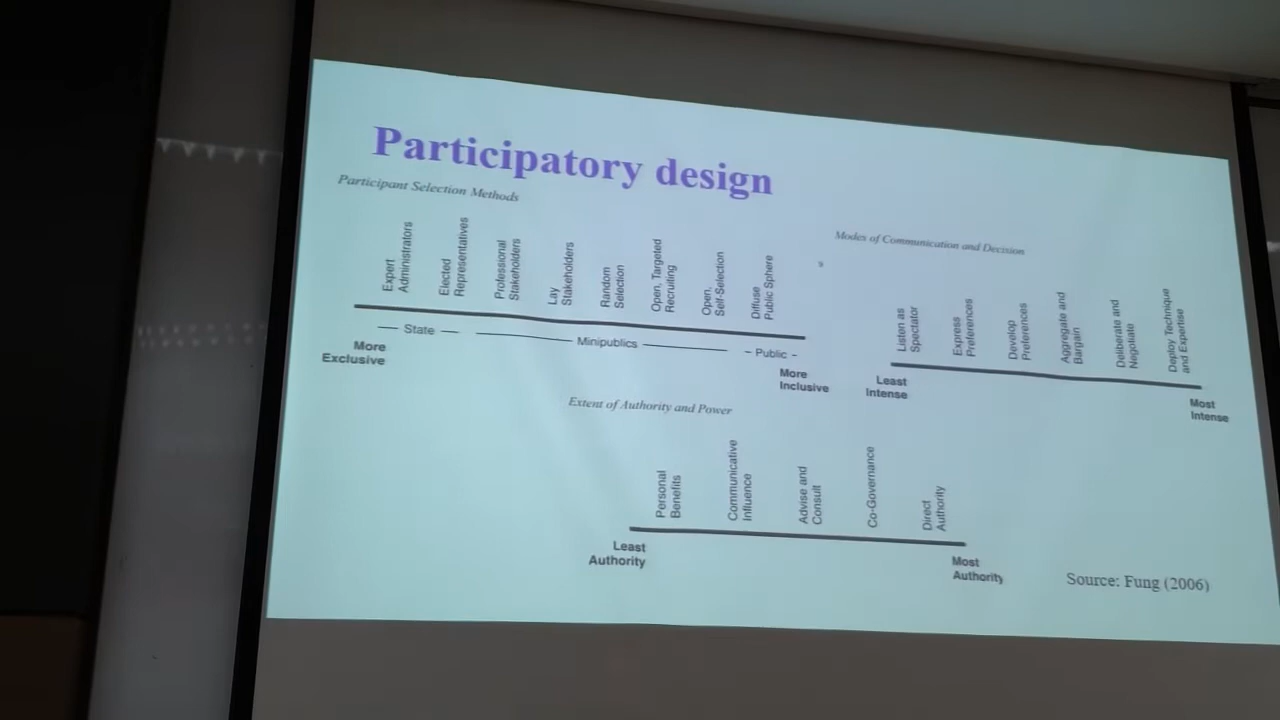 Participatory design
Participant Selection Methods
Expert
Administrators
Elected
Representatives
Professional
Stakeholders
Lay
Stakeholders
Random
Selection
Open, Targeted
Recruiting
Open,
Self-Selection
Diffuse
Public Sphere
State
Minipublics
Public
More
Exclusive
More
Inclusive
Modes of Communication and Decision
Listen as
Spectator
Express
Preferences
Develop
Preferences
Aggregate and
Bargain
Deliberate and
Negotiate
Deploy Technique
and Expertise
Least
Intense
Most
Intense
Extent of Authority and Power
Personal
Benefits
Communicative
Influence
Advise and
Consult
Co-Governance
Direct
Authority
Least
Authority
Most
Authority
Source: Fung (2006)